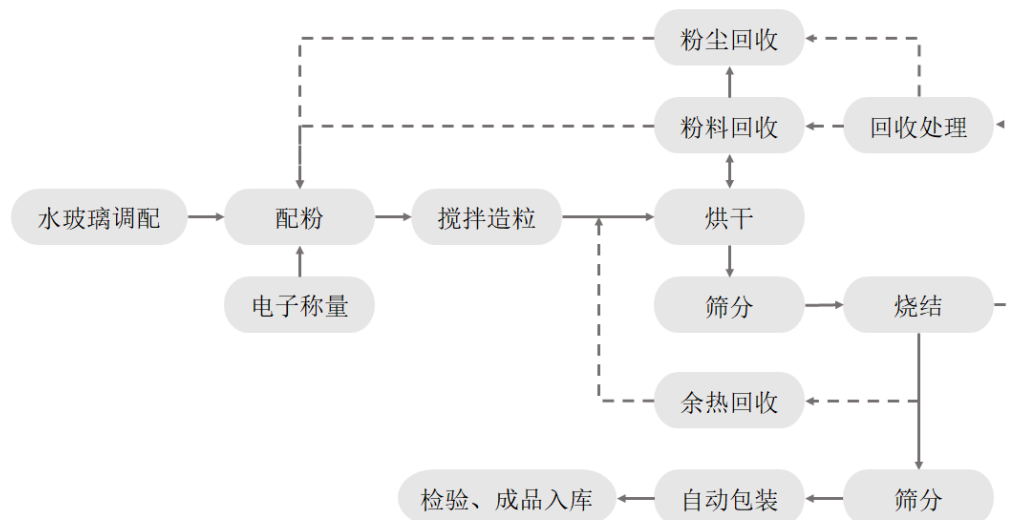 粉尘回收
粉料回收
回收处理
水玻璃调配
配粉
搅拌造粒
烘干
电子称量
筛分
烧结
余热回收
检验、成品入库
自动包装
筛分